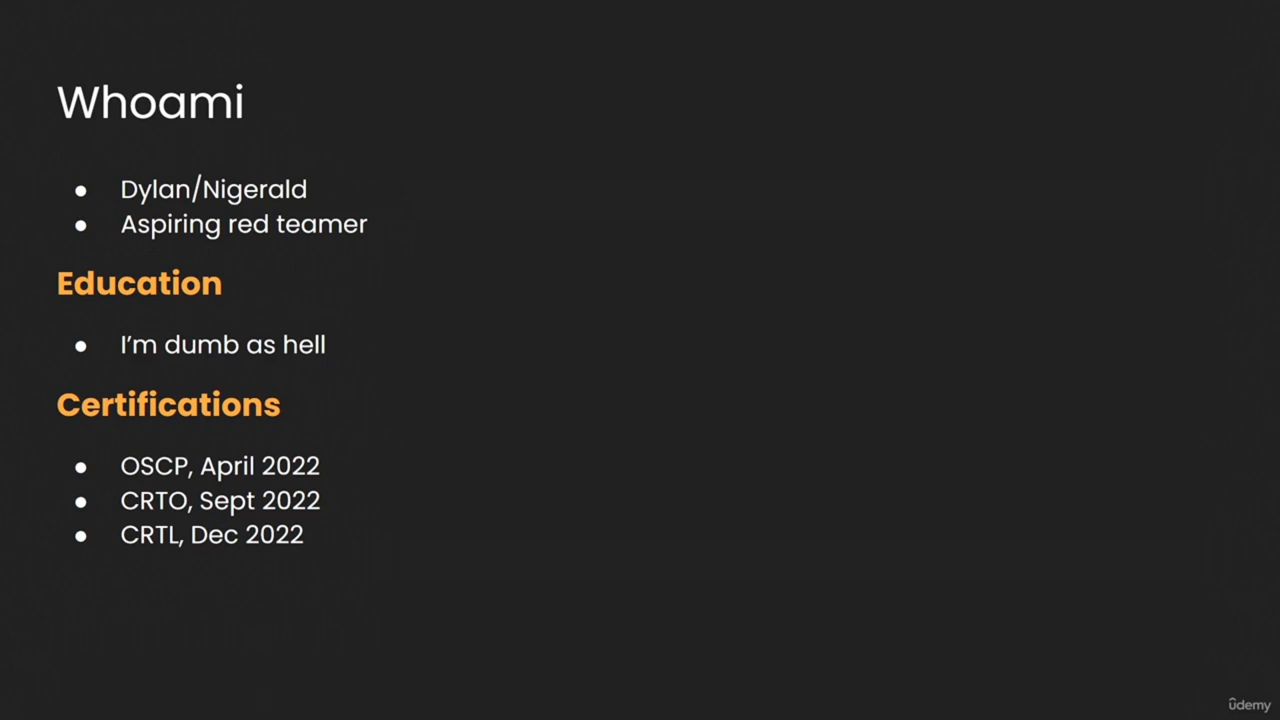 Whoami
● Dylan/Nigerald
● Aspiring red teamer
Education
● I'm dumb as hell
Certifications
● OSCP, April 2022
● CRTO, Sept 2022
● CRTL, Dec 2022
ûdemy